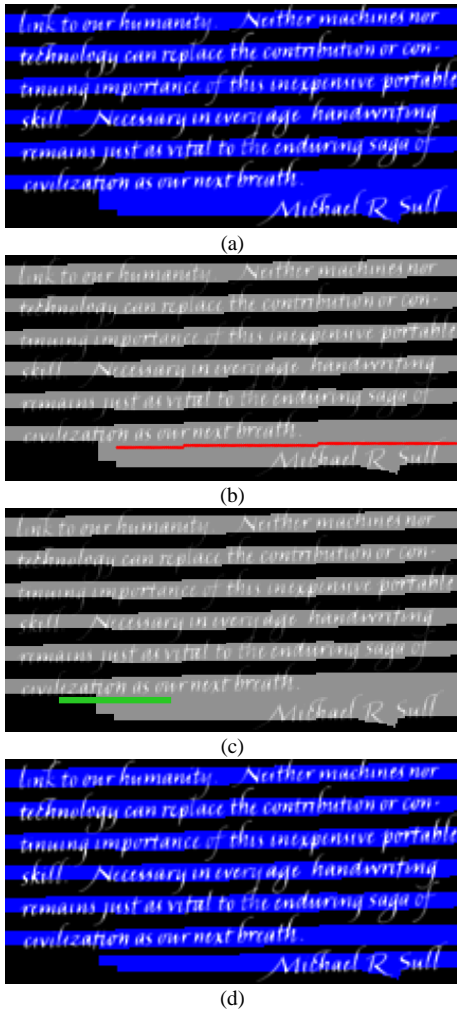 link to our humanity. Neither machines nor
technology can replace the contribution or con-
tinuing importance of this inexpensive portable
skill. Necessary in every age handwriting
remains just as vital to the enduring saga of
civilization as our next breath.
Michael R Sull
(a)
link to our humanity. Neither machines nor
technology can replace the contribution or con-
tinuing importance of this inexpensive portable
skill. Necessary in every age handwriting
remains just as vital to the enduring saga of
civilization as our next breath.
Michael R Sull
(b)
link to our humanity. Neither machines nor
technology can replace the contribution or con-
tinuing importance of this inexpensive portable
skill. Necessary in every age handwriting
remains just as vital to the enduring saga of
civilization as our next breath.
Michael R Sull
(c)
link to our humanity. Neither machines nor
technology can replace the contribution or con-
tinuing importance of this inexpensive portable
skill. Necessary in every age handwriting
remains just as vital to the enduring saga of
civilization as our next breath.
Michael R Sull
(d)